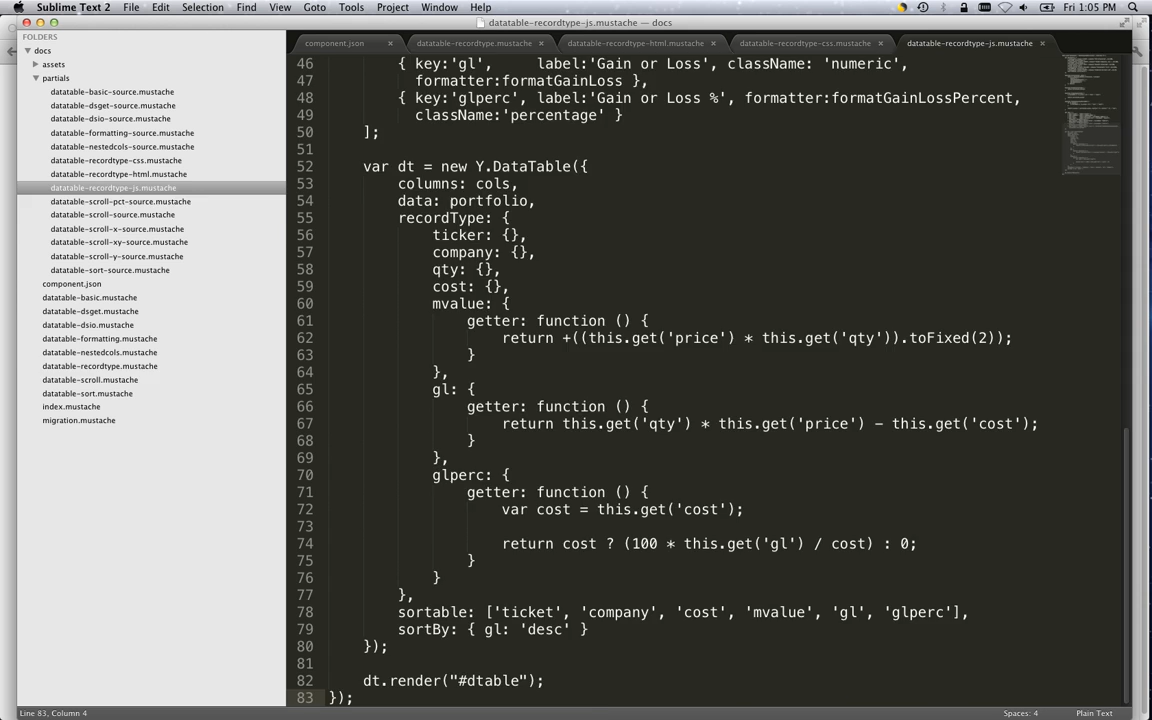 Sublime Text 2 File Edit Selection Find View Goto Tools Project Window Help Fri 1:05 PM
datatable-recordtype-js.mustache — docs
component.json × datatable-recordtype.mustache × datatable-recordtype-html.mustache × datatable-recordtype-css.mustache × datatable-recordtype-js.mustache ×
FOLDERS
docs
assets
partials
datatable-basic-source.mustache
datatable-dsget-source.mustache
datatable-dsio-source.mustache
datatable-formatting-source.mustache
datatable-nestedcols-source.mustache
datatable-recordtype-css.mustache
datatable-recordtype-html.mustache
datatable-recordtype-js.mustache
datatable-scroll-pct-source.mustache
datatable-scroll-source.mustache
datatable-scroll-x-source.mustache
datatable-scroll-xy-source.mustache
datatable-scroll-y-source.mustache
datatable-sort-source.mustache
component.json
datatable-basic.mustache
datatable-dsget.mustache
datatable-dsio.mustache
datatable-formatting.mustache
datatable-nestedcols.mustache
datatable-recordtype.mustache
datatable-scroll.mustache
datatable-sort.mustache
index.mustache
migration.mustache
46 { key:'gl', label:'Gain or Loss', className: 'numeric',
47 formatter:formatGainLoss },
48 { key:'glperc', label:'Gain or Loss %', formatter:formatGainLossPercent,
49 className:'percentage' }
50 ];
51
52 var dt = new Y.DataTable({
53 columns: cols,
54 data: portfolio,
55 recordType: {
56 ticker: {},
57 company: {},
58 qty: {},
59 cost: {},
60 mvalue: {
61 getter: function () {
62 return +((this.get('price') * this.get('qty')).toFixed(2));
63 }
64 },
65 gl: {
66 getter: function () {
67 return this.get('qty') * this.get('price') - this.get('cost');
68 }
69 },
70 glperc: {
71 getter: function () {
72 var cost = this.get('cost');
73
74 return cost ? (100 * this.get('gl') / cost) : 0;
75 }
76 }
77 },
78 sortable: ['ticket', 'company', 'cost', 'mvalue', 'gl', 'glperc'],
79 sortBy: { gl: 'desc' }
80 });
81
82 dt.render("#dtable");
83 });
Line 83, Column 4 Spaces: 4 Plain Text